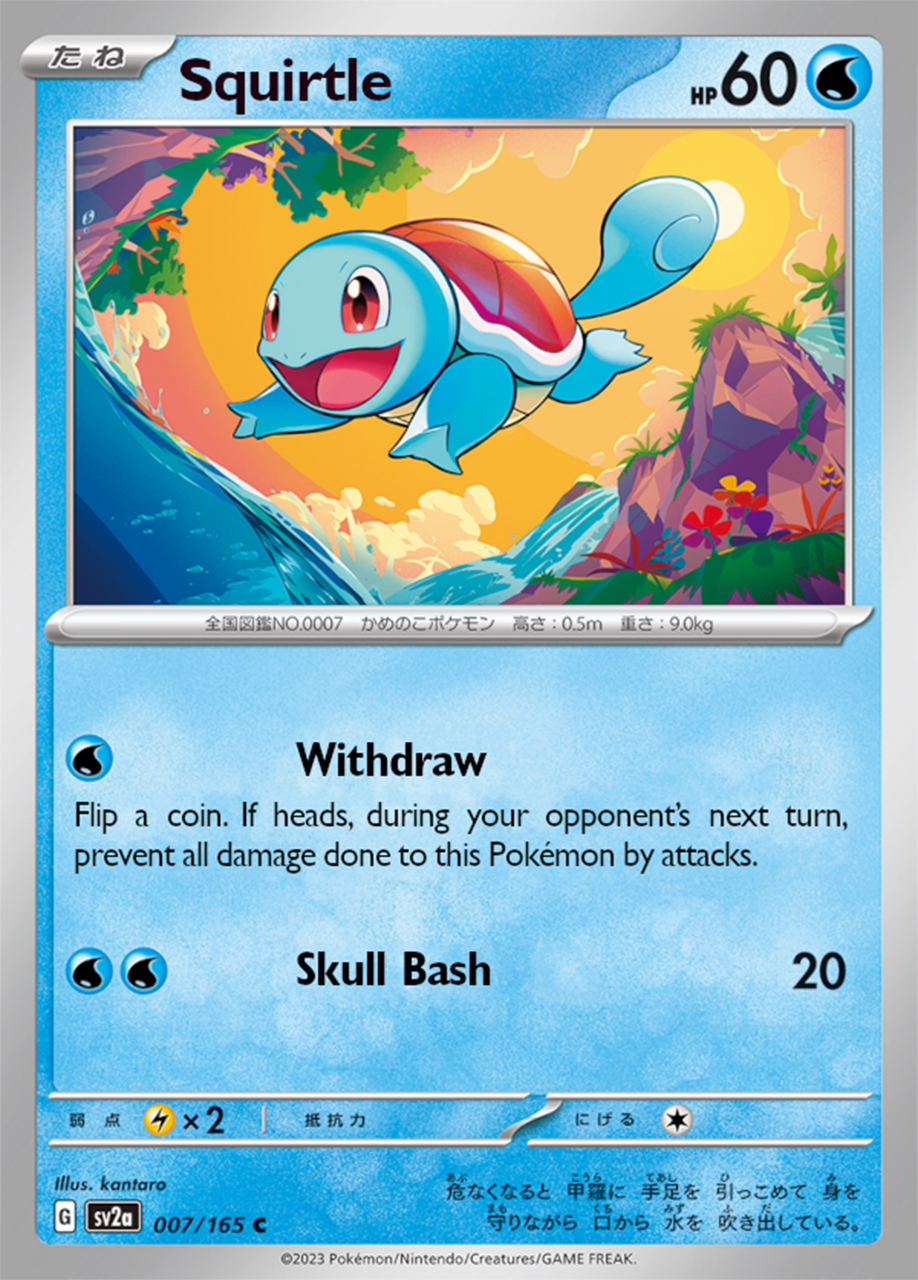 たね
Squirtle
HP60
全国図鑑NO.0007 かめのこポケモン 高さ:0.5m 重さ:9.0kg
Withdraw
Flip a coin. If heads, during your opponent's next turn,
prevent all damage done to this Pokémon by attacks.
Skull Bash 20
弱点 ×2 抵抗力 にげる
Illus. kantaro
G sv2a 007/165 C
危なくなると 甲羅に 手足を 引っこめて 身を
守りながら 口から 水を 吹き出している。
©2023 Pokémon/Nintendo/Creatures/GAME FREAK.